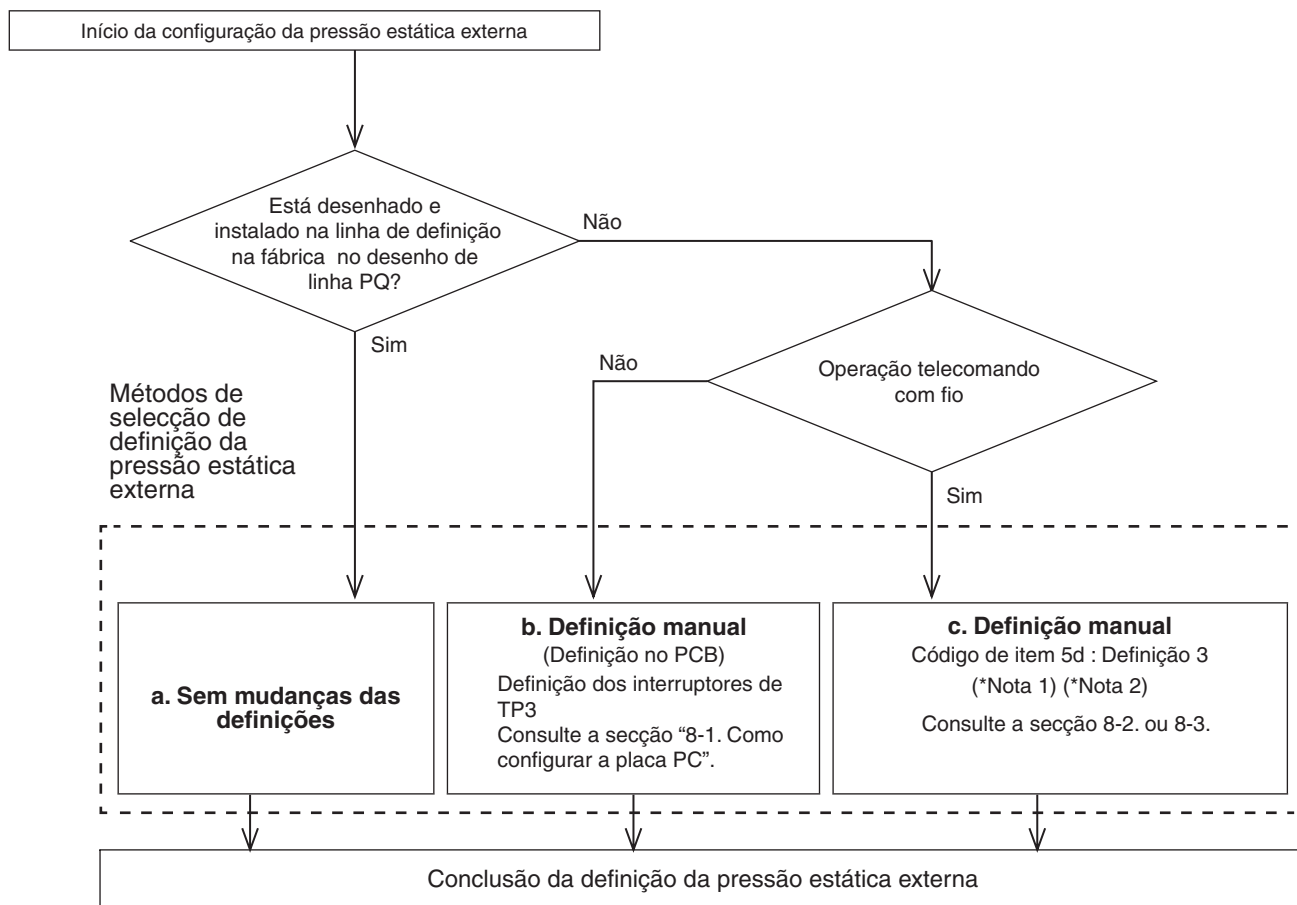 Início da configuração da pressão estática externa
Está desenhado e
instalado na linha de definição
na fábrica no desenho de
linha PQ?
Não
Sim
Operação telecomando
com fio
Não
Sim
Métodos de
selecção de
definição da
pressão estática
externa
a. Sem mudanças das
definições
b. Definição manual
(Definição no PCB)
Definição dos interruptores de
TP3
Consulte a secção “8-1. Como
configurar a placa PC”.
c. Definição manual
Código de item 5d : Definição 3
(*Nota 1) (*Nota 2)
Consulte a secção 8-2. ou 8-3.
Conclusão da definição da pressão estática externa